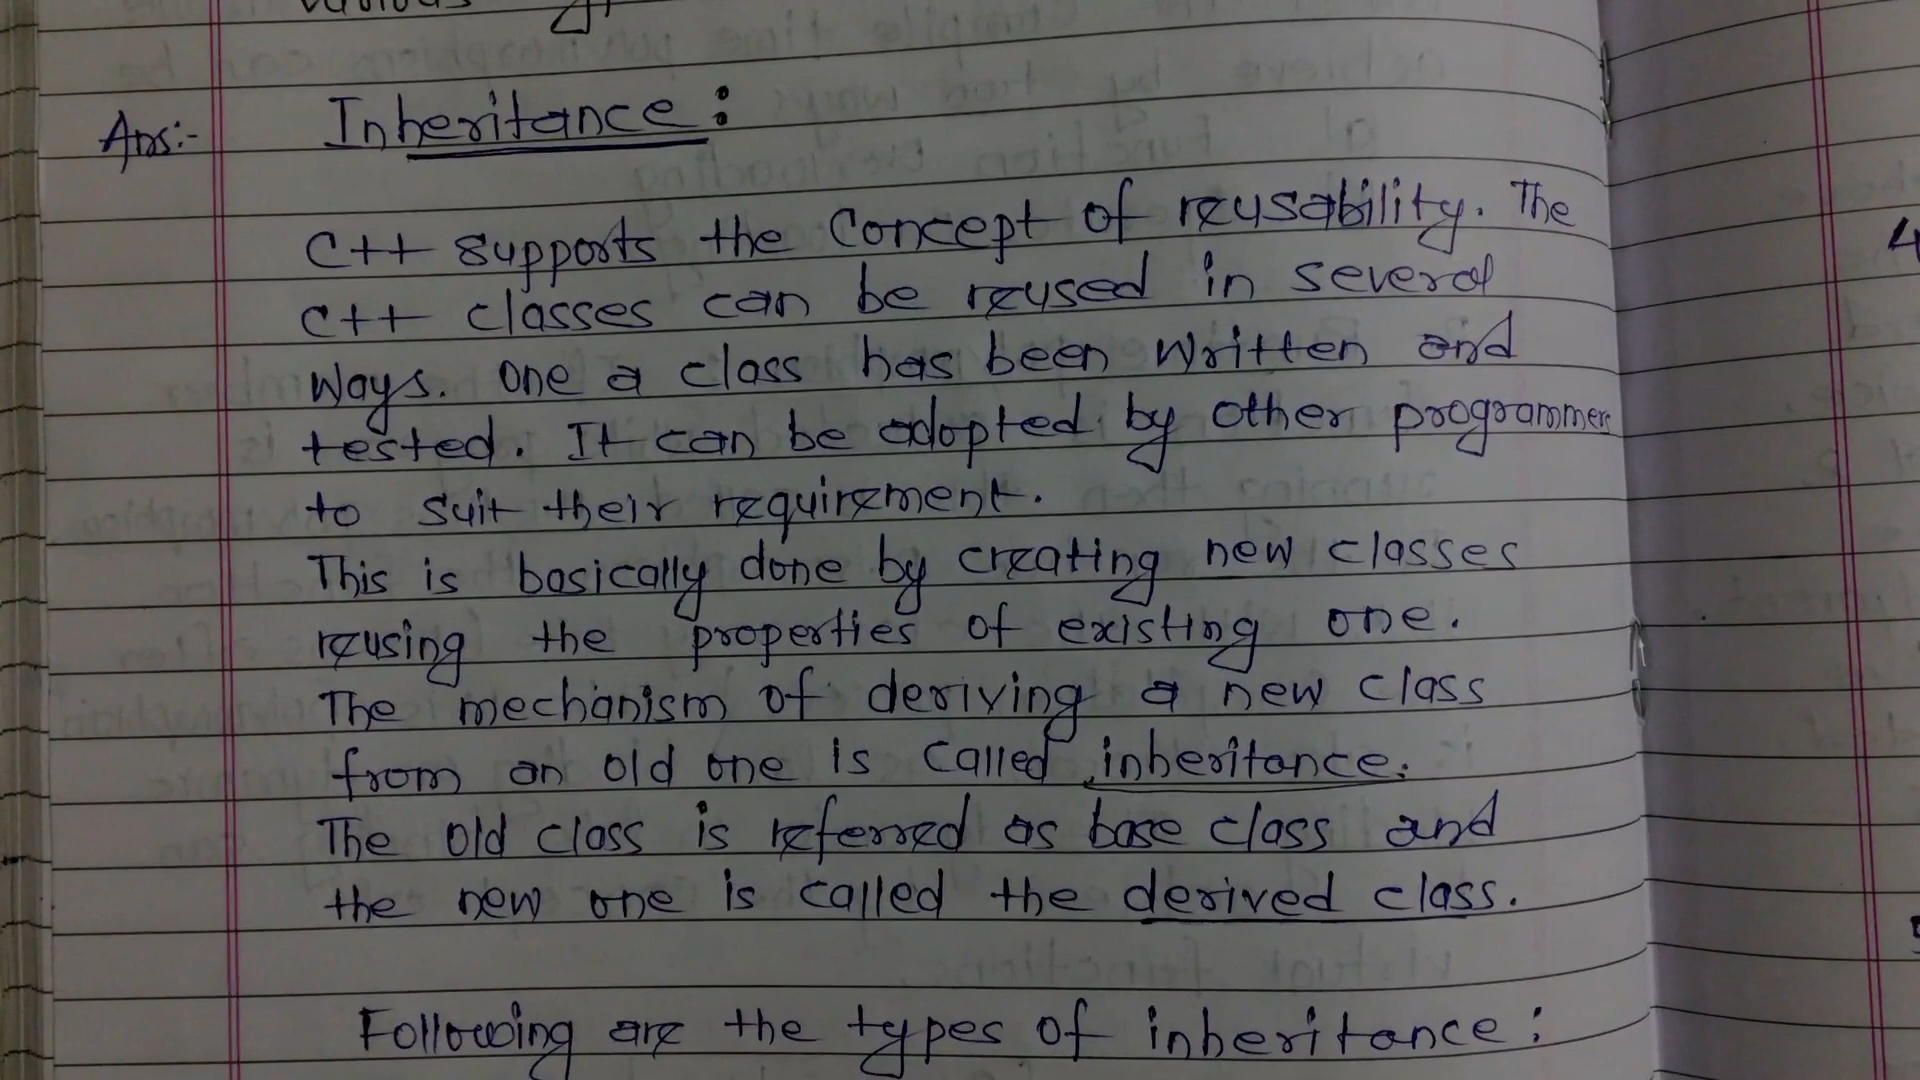 Ans:- Inheritance:
C++ supports the Concept of reusability. The
C++ classes can be reused in several
ways. One a class has been written and
tested. It can be adopted by other programmers
to suit their requirement.
This is basically done by creating new classes
reusing the properties of existing one.
The mechanism of deriving a new class
from an old one is called inheritance.
The old class is referred as base class and
the new one is called the derived class.
Following are the types of inheritance: